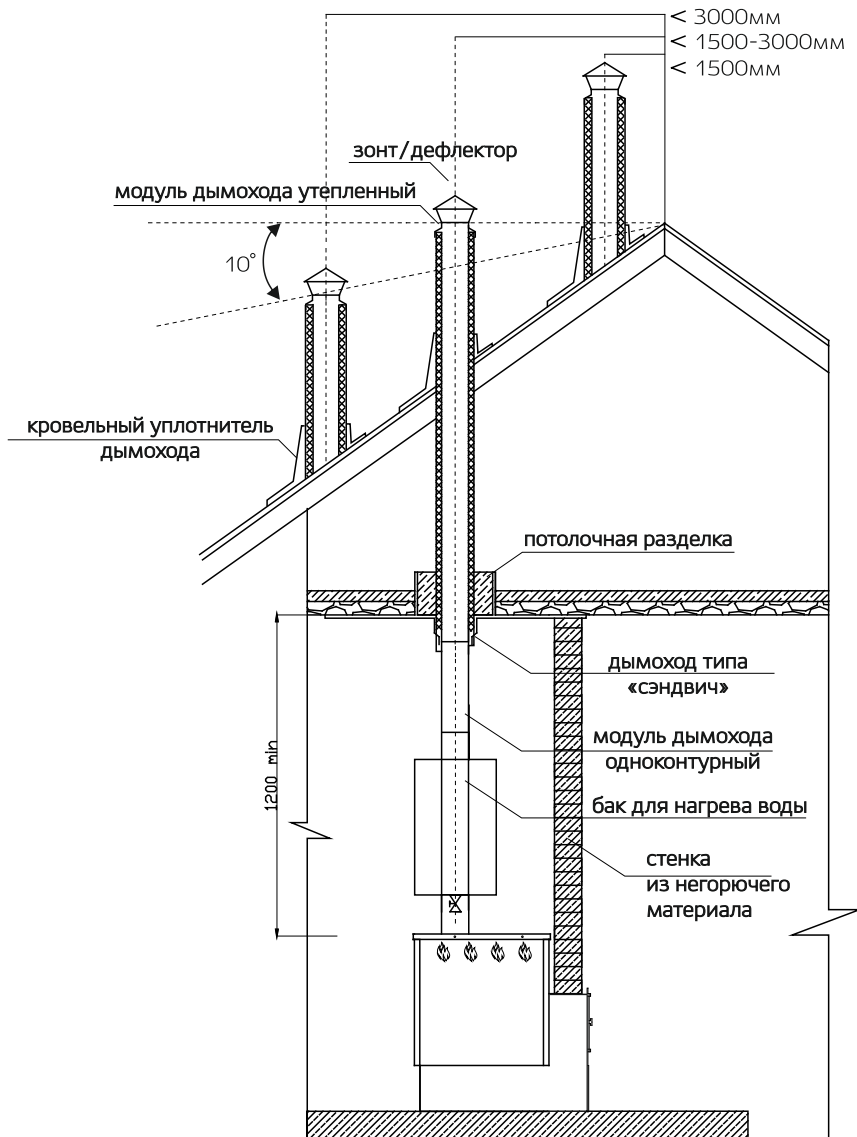 < 3000мм
< 1500-3000мм
< 1500мм
зонт/дефлектор
модуль дымохода утепленный
10°
кровельный уплотнитель
дымохода
потолочная разделка
дымоход типа
«сэндвич»
модуль дымохода
одноконтурный
1200 min
бак для нагрева воды
стенка
из негорючего
материала